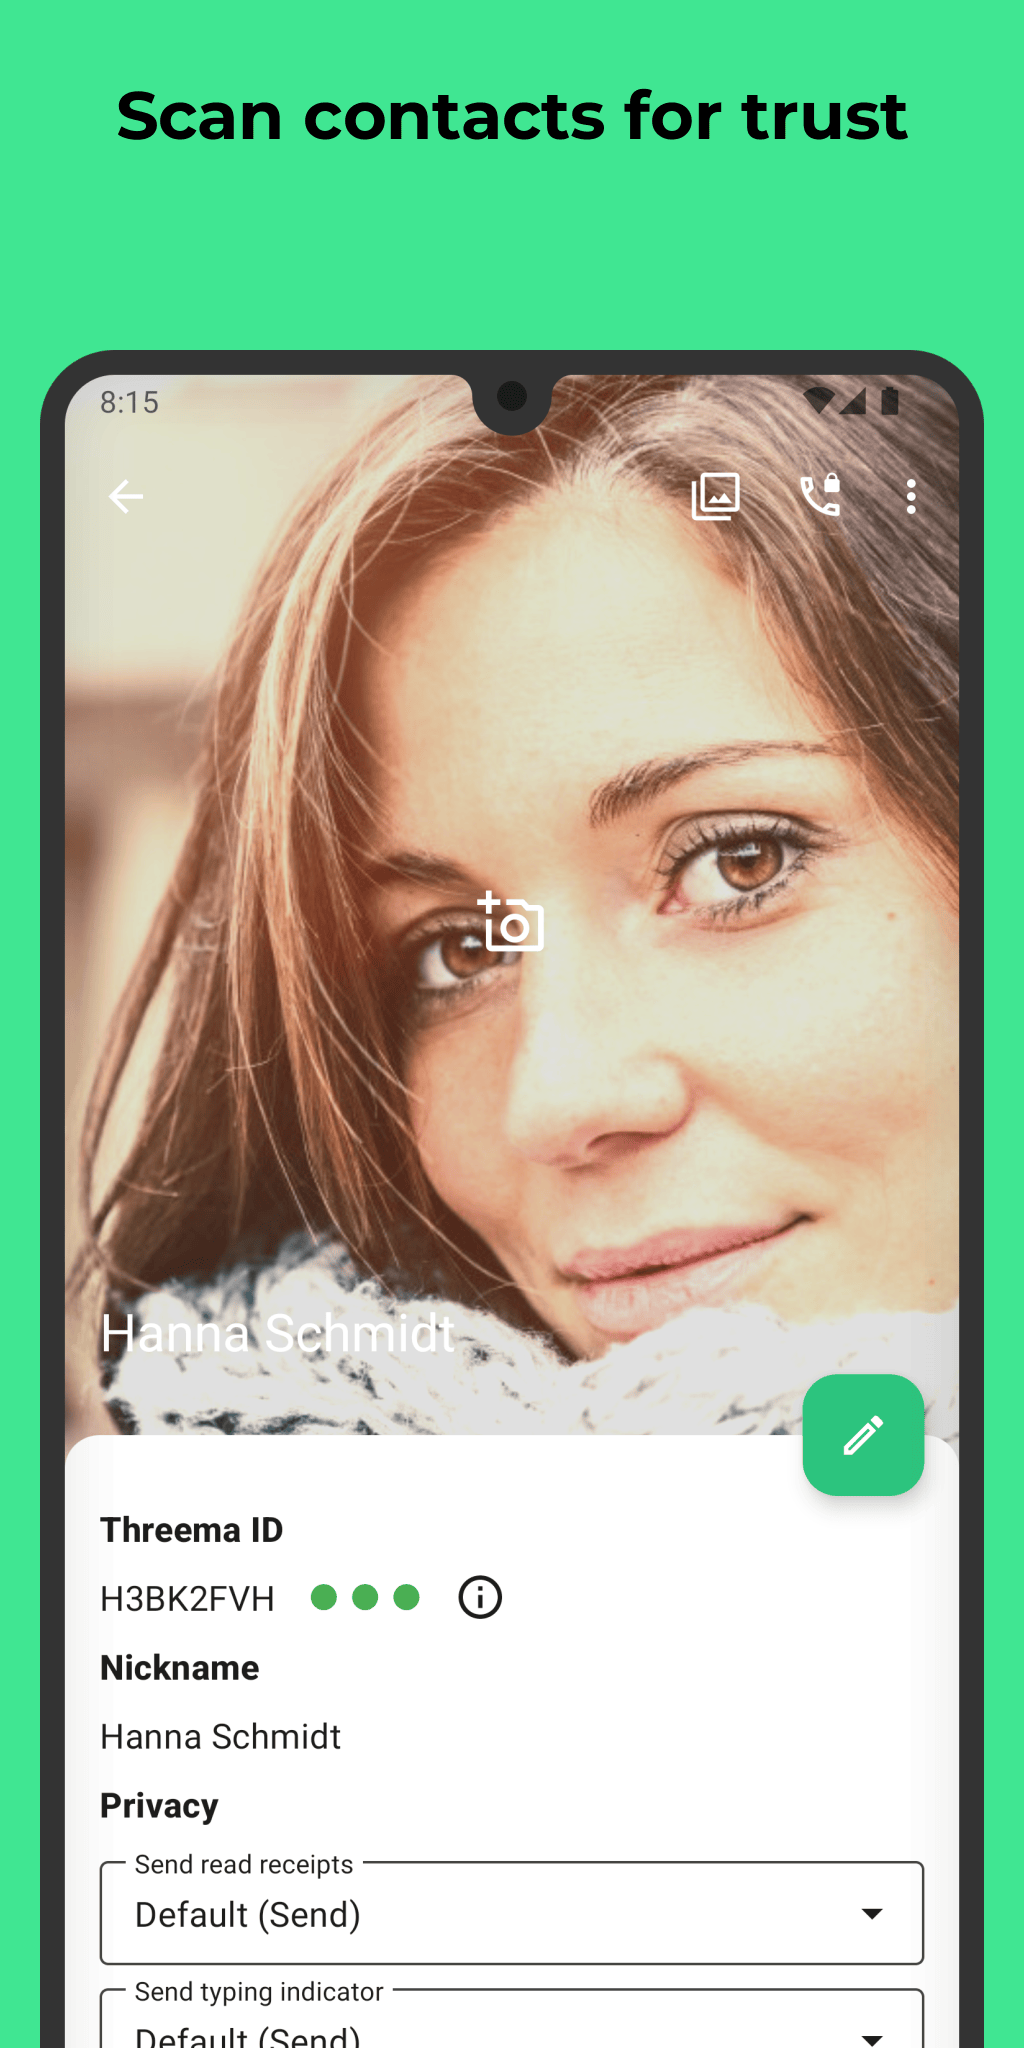 Scan contacts for trust
8:15
Hanna Schmidt
Threema ID
H3BK2FVH
Nickname
Hanna Schmidt
Privacy
Send read receipts
Default (Send)
Send typing indicator
Default (Send)